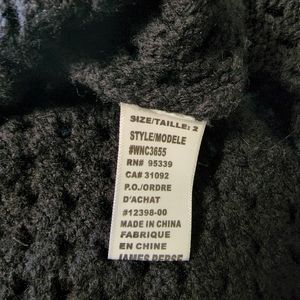 SIZE/TAILLE: 2
STYLE/MODELE
#WNC3655
RN# 95339
CA# 31092
P.O./ORDRE
D'ACHAT
#12398-00
MADE IN CHINA
FABRIQUE
EN CHINE
JAMES PERSE